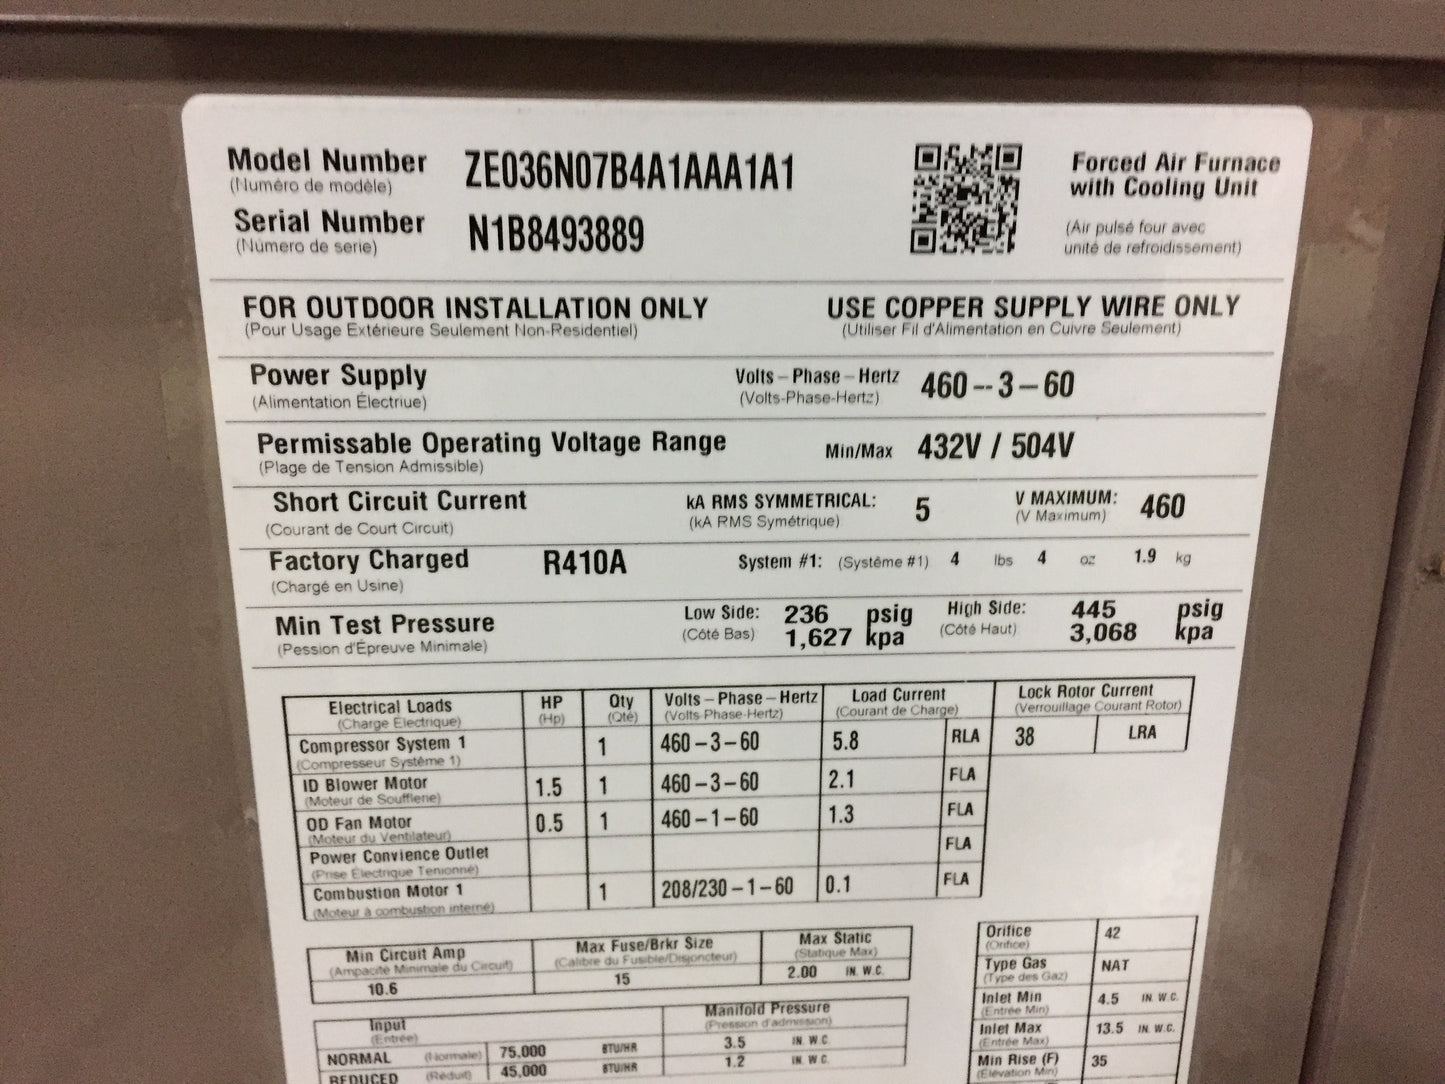 Model Number ZE036N07B4A1AAA1A1 Forced Air Furnace
(Numéro de modèle) with Cooling Unit
Serial Number N1B8493889 (Air pulsé four avec
(Número de serie) unité de refroidissement)
FOR OUTDOOR INSTALLATION ONLY USE COPPER SUPPLY WIRE ONLY
(Pour Usage Extérieure Seulement Non-Residentiel) (Utiliser Fil d'Alimentation en Cuivre Seulement)
Power Supply Volts – Phase – Hertz 460 -- 3 – 60
(Alimentation Électriue) (Volts-Phase-Hertz)
Permissable Operating Voltage Range Min/Max 432V / 504V
(Plage de Tension Admissible)
Short Circuit Current kA RMS SYMMETRICAL: 5 V MAXIMUM: 460
(Courant de Court Circuit) (kA RMS Symétrique) (V Maximum)
Factory Charged R410A System #1: (Système #1) 4 lbs 4 oz 1.9 kg
(Chargé en Usine)
Min Test Pressure Low Side: 236 psig High Side: 445 psig
(Pession d'Épreuve Minimale) (Côté Bas) 1,627 kpa (Côté Haut) 3,068 kpa
Electrical Loads HP Qty Volts – Phase – Hertz Load Current Lock Rotor Current
(Charge Électrique) (Hp) (Qté) (Volts-Phase-Hertz) (Courant de Charge) (Verrouillage Courant Rotor)
Compressor System 1 1 460 – 3 – 60 5.8 RLA 38 LRA
(Compresseur Système 1)
ID Blower Motor 1.5 1 460 – 3 – 60 2.1 FLA
(Moteur de Soufflerie)
OD Fan Motor 0.5 1 460 – 1 – 60 1.3 FLA
(Moteur du Ventilateur)
Power Convience Outlet FLA
(Prise Électrique Tenionné)
Combustion Motor 1 1 208/230 – 1 – 60 0.1 FLA
(Moteur à combustion interné)
Min Circuit Amp Max Fuse/Brkr Size Max Static
(Ampacité Minimale du Circuit) (Calibre du Fusible/Disjoncteur) (Statique Max)
10.6 15 2.00 IN. W.C.
Input Manifold Pressure
(Entrée) (Pression d'admission)
NORMAL (Normale) 75,000 BTU/HR 3.5 IN. W.C.
REDUCED (Réduit) 45,000 BTU/HR 1.2 IN. W.C.
Orifice 42
(Orifice)
Type Gas NAT
(Type des Gaz)
Inlet Min 4.5 IN. W.C.
(Entrée Min)
Inlet Max 13.5 IN. W.C.
(Entrée Max)
Min Rise (F) 35
(Élévation Min)